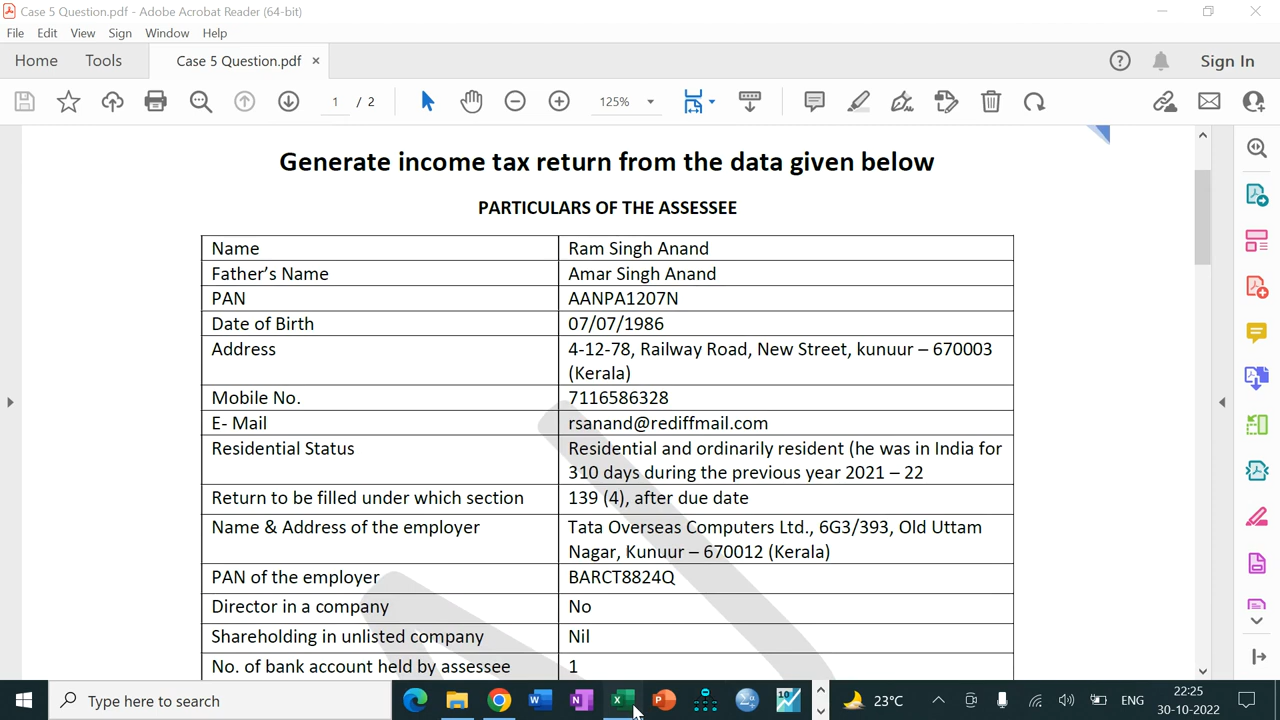 Case 5 Question.pdf - Adobe Acrobat Reader (64-bit)
File Edit View Sign Window Help
Home Tools Case 5 Question.pdf × Sign In
1 / 2 125%
Generate income tax return from the data given below
PARTICULARS OF THE ASSESSEE
Name Ram Singh Anand
Father's Name Amar Singh Anand
PAN AANPA1207N
Date of Birth 07/07/1986
Address 4-12-78, Railway Road, New Street, kunuur – 670003
(Kerala)
Mobile No. 7116586328
E- Mail rsanand@rediffmail.com
Residential Status Residential and ordinarily resident (he was in India for
310 days during the previous year 2021 – 22
Return to be filled under which section 139 (4), after due date
Name & Address of the employer Tata Overseas Computers Ltd., 6G3/393, Old Uttam
Nagar, Kunuur – 670012 (Kerala)
PAN of the employer BARCT8824Q
Director in a company No
Shareholding in unlisted company Nil
No. of bank account held by assessee 1
Type here to search 23°C ENG 22:25
30-10-2022